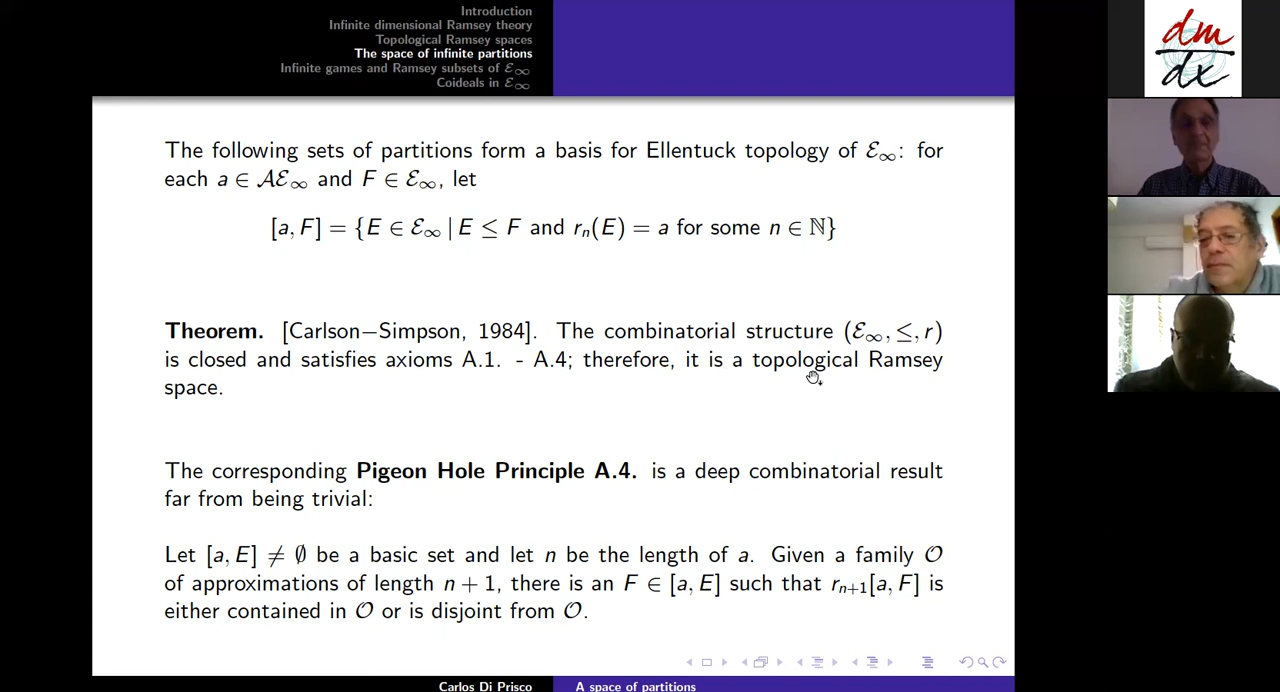 Introduction
Infinite dimensional Ramsey theory
Topological Ramsey spaces
The space of infinite partitions
Infinite games and Ramsey subsets of ℰ∞
Coideals in ℰ∞
dm
dx
The following sets of partitions form a basis for Ellentuck topology of ℰ∞: for
each a ∈ 𝒜ℰ∞ and F ∈ ℰ∞, let
[a, F] = {E ∈ ℰ∞ | E ≤ F and rₙ(E) = a for some n ∈ ℕ}
Theorem. [Carlson−Simpson, 1984]. The combinatorial structure (ℰ∞, ≤, r)
is closed and satisfies axioms A.1. - A.4; therefore, it is a topological Ramsey
space.
The corresponding Pigeon Hole Principle A.4. is a deep combinatorial result
far from being trivial:
Let [a, E] ≠ ∅ be a basic set and let n be the length of a. Given a family 𝒪
of approximations of length n + 1, there is an F ∈ [a, E] such that rₙ₊₁[a, F] is
either contained in 𝒪 or is disjoint from 𝒪.
Carlos Di Prisco
A space of partitions